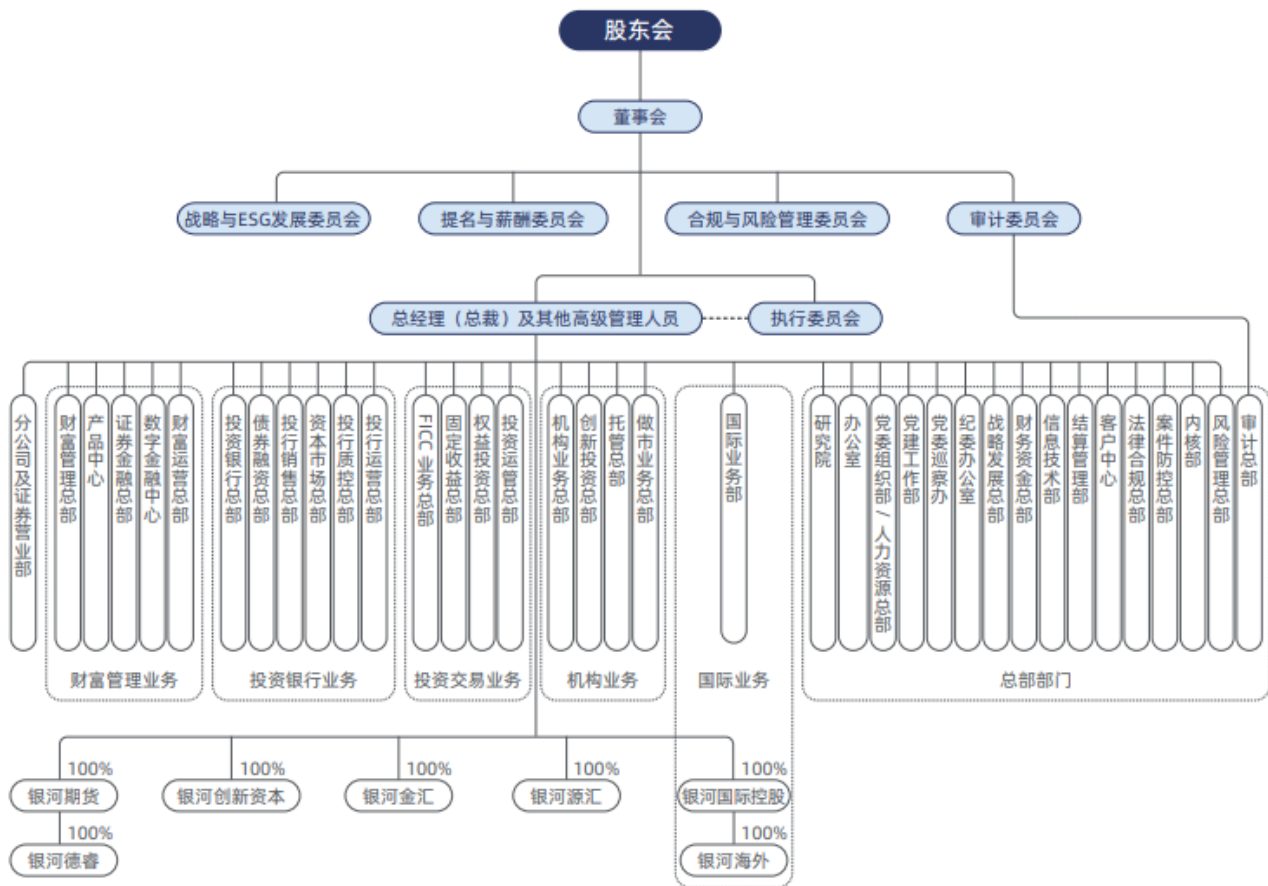 股东会
董事会
战略与ESG发展委员会
提名与薪酬委员会
合规与风险管理委员会
审计委员会
总经理（总裁）及其他高级管理人员
执行委员会
分公司及证券营业部
财富管理总部
产品中心
证券金融总部
数字金融中心
财富运营总部
投资银行总部
债券融资总部
投行销售总部
资本市场总部
投行质控总部
投行运营总部
FICC 业务总部
固定收益总部
权益投资总部
投资运管总部
机构业务总部
创新投资总部
托管总部
做市业务总部
国际业务部
研究院
办公室
党委组织部 / 人力资源总部
党建工作部
党委巡察办
纪委办公室
战略发展总部
财务资金总部
信息技术部
结算管理部
客户中心
法律合规总部
案件防控总部
内核部
风险管理总部
审计总部
财富管理业务
投资银行业务
投资交易业务
机构业务
国际业务
总部部门
100%
100%
100%
100%
100%
银河期货
银河创新资本
银河金汇
银河源汇
银河国际控股
100%
100%
银河德睿
银河海外